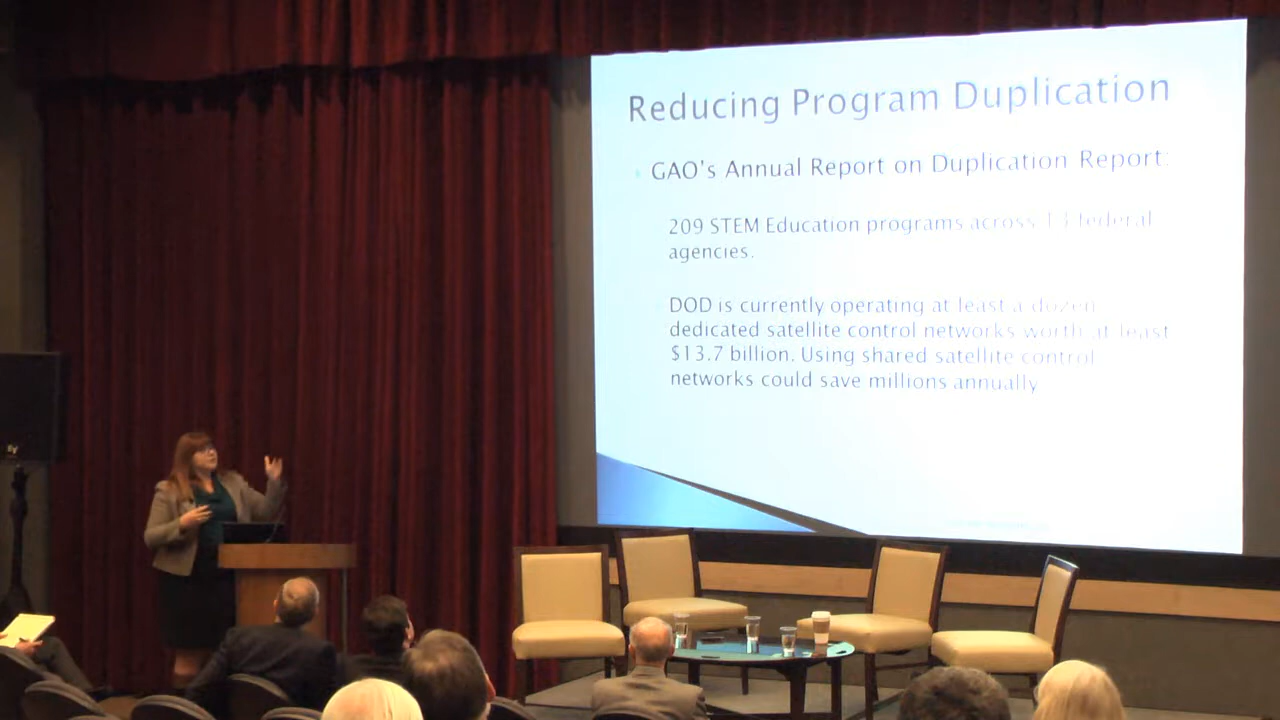 Reducing Program Duplication
GAO's Annual Report on Duplication Report:
209 STEM Education programs across 13 federal
agencies.
DOD is currently operating at least a dozen
dedicated satellite control networks worth at least
$13.7 billion. Using shared satellite control
networks could save millions annually